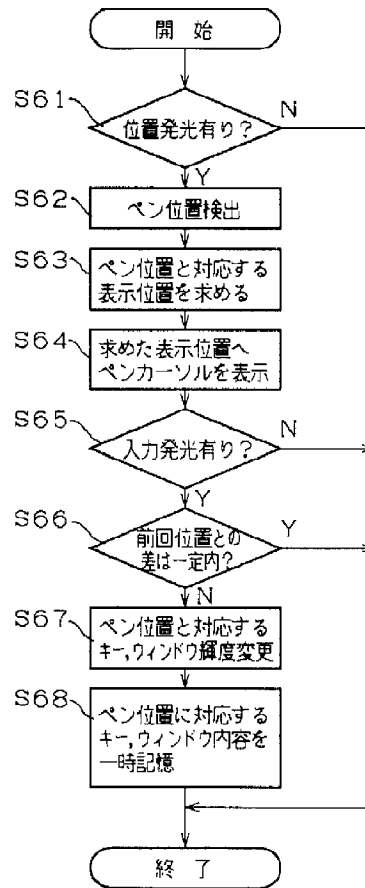 開 始
S61
位置発光有り?
N
Y
S62
ペン位置検出
S63
ペン位置と対応する
表示位置を求める
S64
求めた表示位置へ
ペンカーソルを表示
S65
入力発光有り?
N
Y
S66
前回位置との
差は一定内?
Y
N
S67
ペン位置と対応する
キー,ウィンドウ輝度変更
S68
ペン位置に対応する
キー,ウィンドウ内容を
一時記憶
終 了